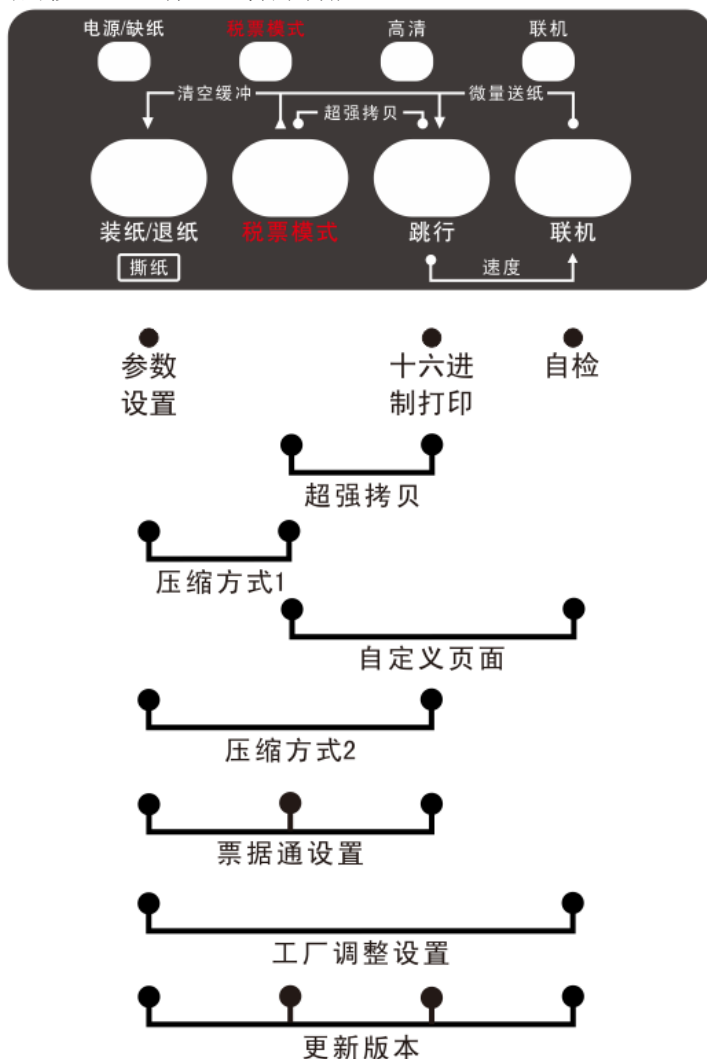 电源/缺纸 税票模式 高清 联机
清空缓冲 微量送纸
超强拷贝
装纸/退纸 税票模式 跳行 联机
撕纸 速度
参数 十六进 自检
设置 制打印
超强拷贝
压缩方式1
自定义页面
压缩方式2
票据通设置
工厂调整设置
更新版本